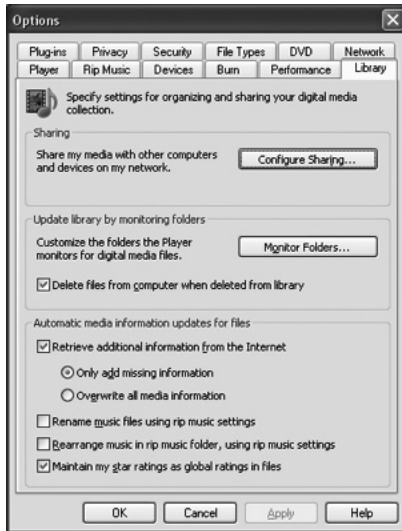 Options
Plug-ins Privacy Security File Types DVD Network
Player Rip Music Devices Burn Performance Library
Specify settings for organizing and sharing your digital media
collection.
Sharing
Share my media with other computers
and devices on my network.
Configure Sharing...
Update library by monitoring folders
Customize the folders the Player
monitors for digital media files.
Monitor Folders...
Delete files from computer when deleted from library
Automatic media information updates for files
Retrieve additional information from the Internet
Only add missing information
Overwrite all media information
Rename music files using rip music settings
Rearrange music in rip music folder, using rip music settings
Maintain my star ratings as global ratings in files
OK Cancel Apply Help